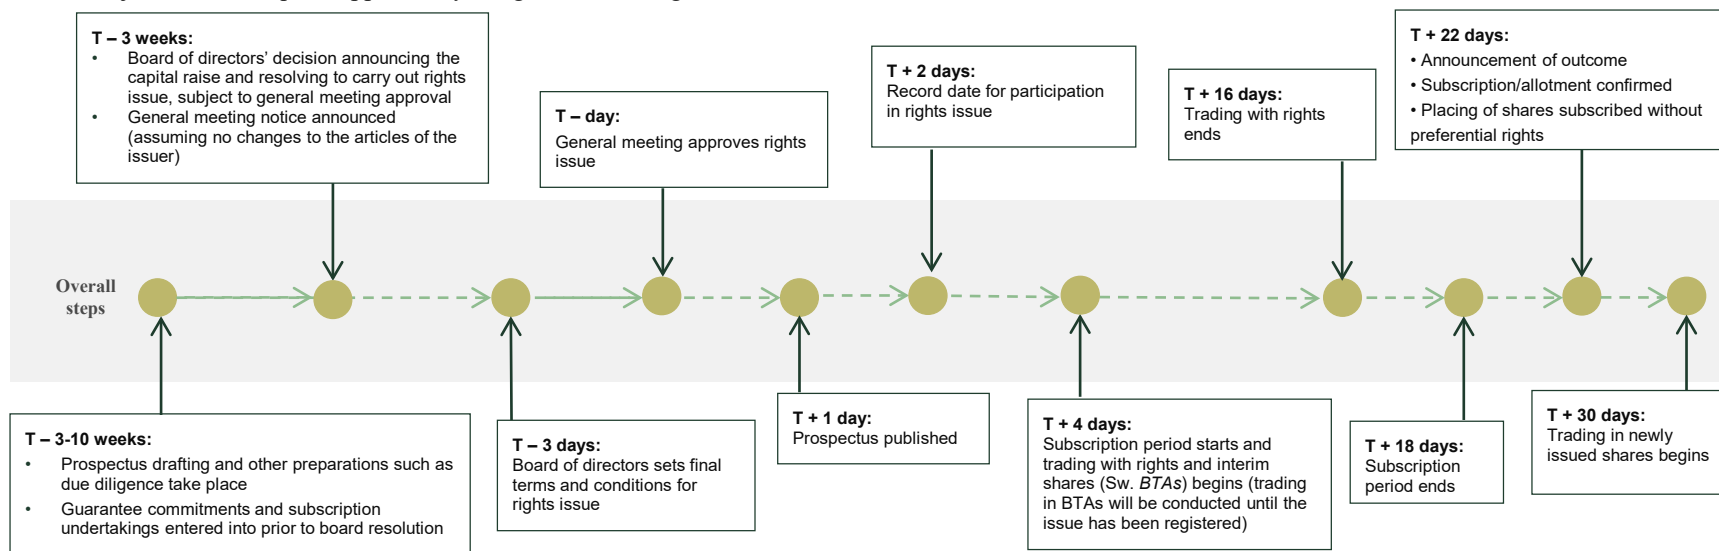 T – 3 weeks:
• Board of directors’ decision announcing the
capital raise and resolving to carry out rights
issue, subject to general meeting approval
• General meeting notice announced
(assuming no changes to the articles of the
issuer)
T – day:
General meeting approves rights
issue
T + 2 days:
Record date for participation
in rights issue
T + 16 days:
Trading with rights
ends
T + 22 days:
• Announcement of outcome
• Subscription/allotment confirmed
• Placing of shares subscribed without
preferential rights
Overall
steps
T – 3-10 weeks:
• Prospectus drafting and other preparations such as
due diligence take place
• Guarantee commitments and subscription
undertakings entered into prior to board resolution
T – 3 days:
Board of directors sets final
terms and conditions for
rights issue
T + 1 day:
Prospectus published
T + 4 days:
Subscription period starts and
trading with rights and interim
shares (Sw. BTAs) begins (trading
in BTAs will be conducted until the
issue has been registered)
T + 18 days:
Subscription
period ends
T + 30 days:
Trading in newly
issued shares begins